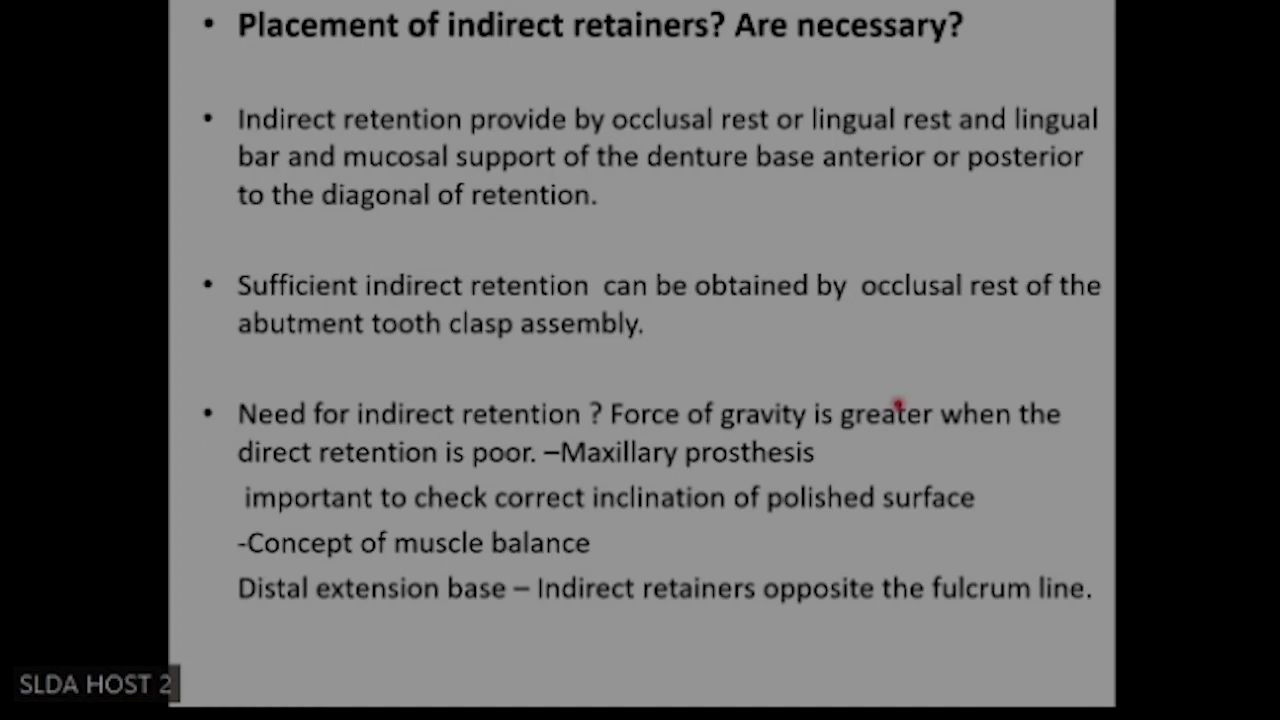 • Placement of indirect retainers? Are necessary?
• Indirect retention provide by occlusal rest or lingual rest and lingual
bar and mucosal support of the denture base anterior or posterior
to the diagonal of retention.
• Sufficient indirect retention can be obtained by occlusal rest of the
abutment tooth clasp assembly.
• Need for indirect retention ? Force of gravity is greater when the
direct retention is poor. –Maxillary prosthesis
important to check correct inclination of polished surface
-Concept of muscle balance
Distal extension base – Indirect retainers opposite the fulcrum line.
SLDA HOST 2